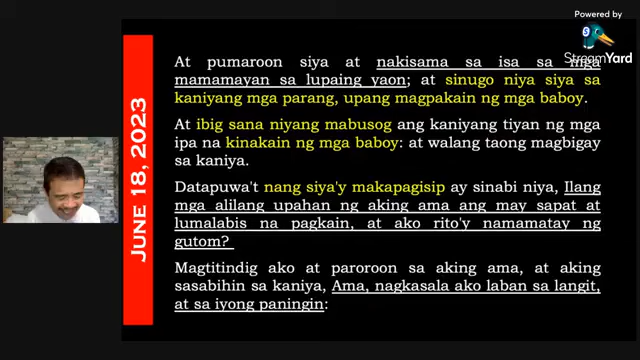 Powered by
StreamYard
JUNE 18, 2023
At pumaroon siya at nakisama sa isa sa mga
mamamayan sa lupaing yaon; at sinugo niya siya sa
kaniyang mga parang, upang magpakain ng mga baboy.
At ibig sana niyang mabusog ang kaniyang tiyan ng mga
ipa na kinakain ng mga baboy: at walang taong magbigay
sa kaniya.
Datapuwa't nang siya'y makapagisip ay sinabi niya, Ilang
mga alilang upahan ng aking ama ang may sapat at
lumalabis na pagkain, at ako rito'y namamatay ng
gutom?
Magtitindig ako at paroroon sa aking ama, at aking
sasabihin sa kaniya, Ama, nagkasala ako laban sa langit,
at sa iyong paningin: